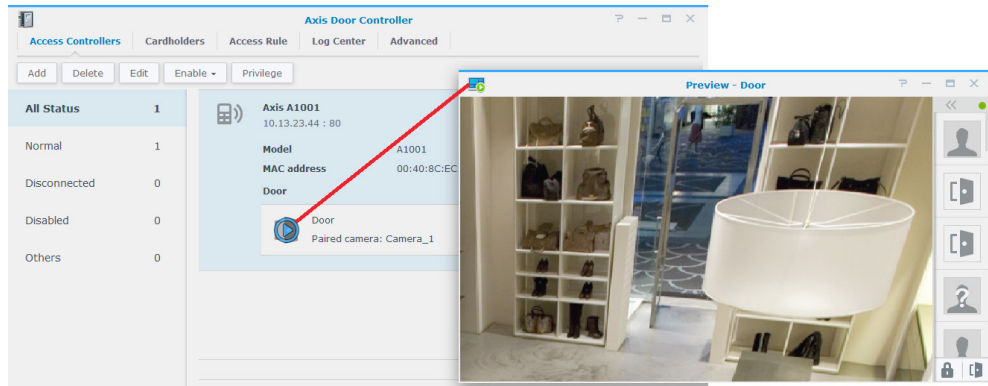 Axis Door Controller
Access Controllers Cardholders Access Rule Log Center Advanced
Add Delete Edit Enable Privilege
All Status 1
Normal 1
Disconnected 0
Disabled 0
Others 0
Axis A1001
10.13.23.44 : 80
Model A1001
MAC address 00:40:8C:EC
Door
Door
Paired camera: Camera_1
Preview - Door